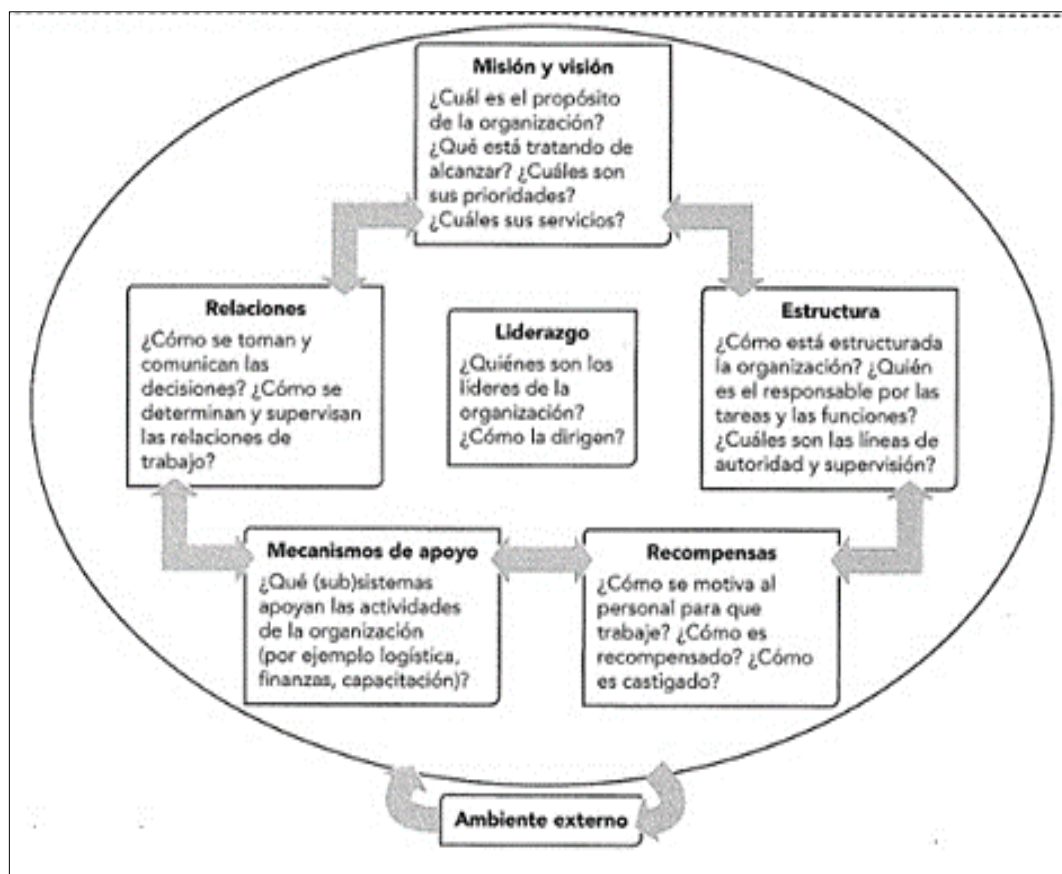 Misión y visión
¿Cuál es el propósito
de la organización?
¿Qué está tratando de
alcanzar? ¿Cuáles son
sus prioridades?
¿Cuáles sus servicios?
Relaciones
¿Cómo se toman y
comunican las
decisiones? ¿Cómo se
determinan y supervisan
las relaciones de
trabajo?
Liderazgo
¿Quiénes son los
líderes de la
organización?
¿Cómo la dirigen?
Estructura
¿Cómo está estructurada
la organización? ¿Quién
es el responsable por las
tareas y las funciones?
¿Cuáles son las líneas de
autoridad y supervisión?
Mecanismos de apoyo
¿Qué (sub)sistemas
apoyan las actividades
de la organización
(por ejemplo logística,
finanzas, capacitación)?
Recompensas
¿Cómo se motiva al
personal para que
trabaje? ¿Cómo es
recompensado? ¿Cómo
es castigado?
Ambiente externo